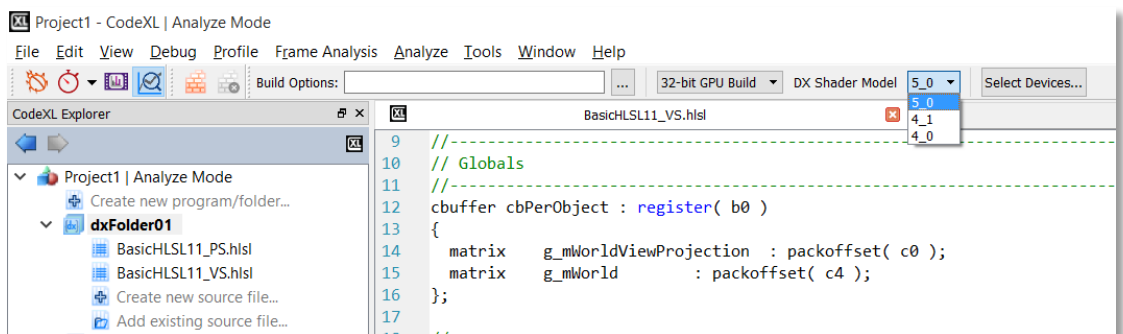 Project1 - CodeXL | Analyze Mode
File Edit View Debug Profile Frame Analysis Analyze Tools Window Help
Build Options: ... 32-bit GPU Build DX Shader Model 5_0 Select Devices...
5_0
4_1
4_0
CodeXL Explorer
BasicHLSL11_VS.hlsl
Project1 | Analyze Mode
Create new program/folder...
dxFolder01
BasicHLSL11_PS.hlsl
BasicHLSL11_VS.hlsl
Create new source file...
Add existing source file...
9 //--------------------------------------------------------------------------------------
10 // Globals
11 //--------------------------------------------------------------------------------------
12 cbuffer cbPerObject : register( b0 )
13 {
14 matrix g_mWorldViewProjection : packoffset( c0 );
15 matrix g_mWorld : packoffset( c4 );
16 };
17